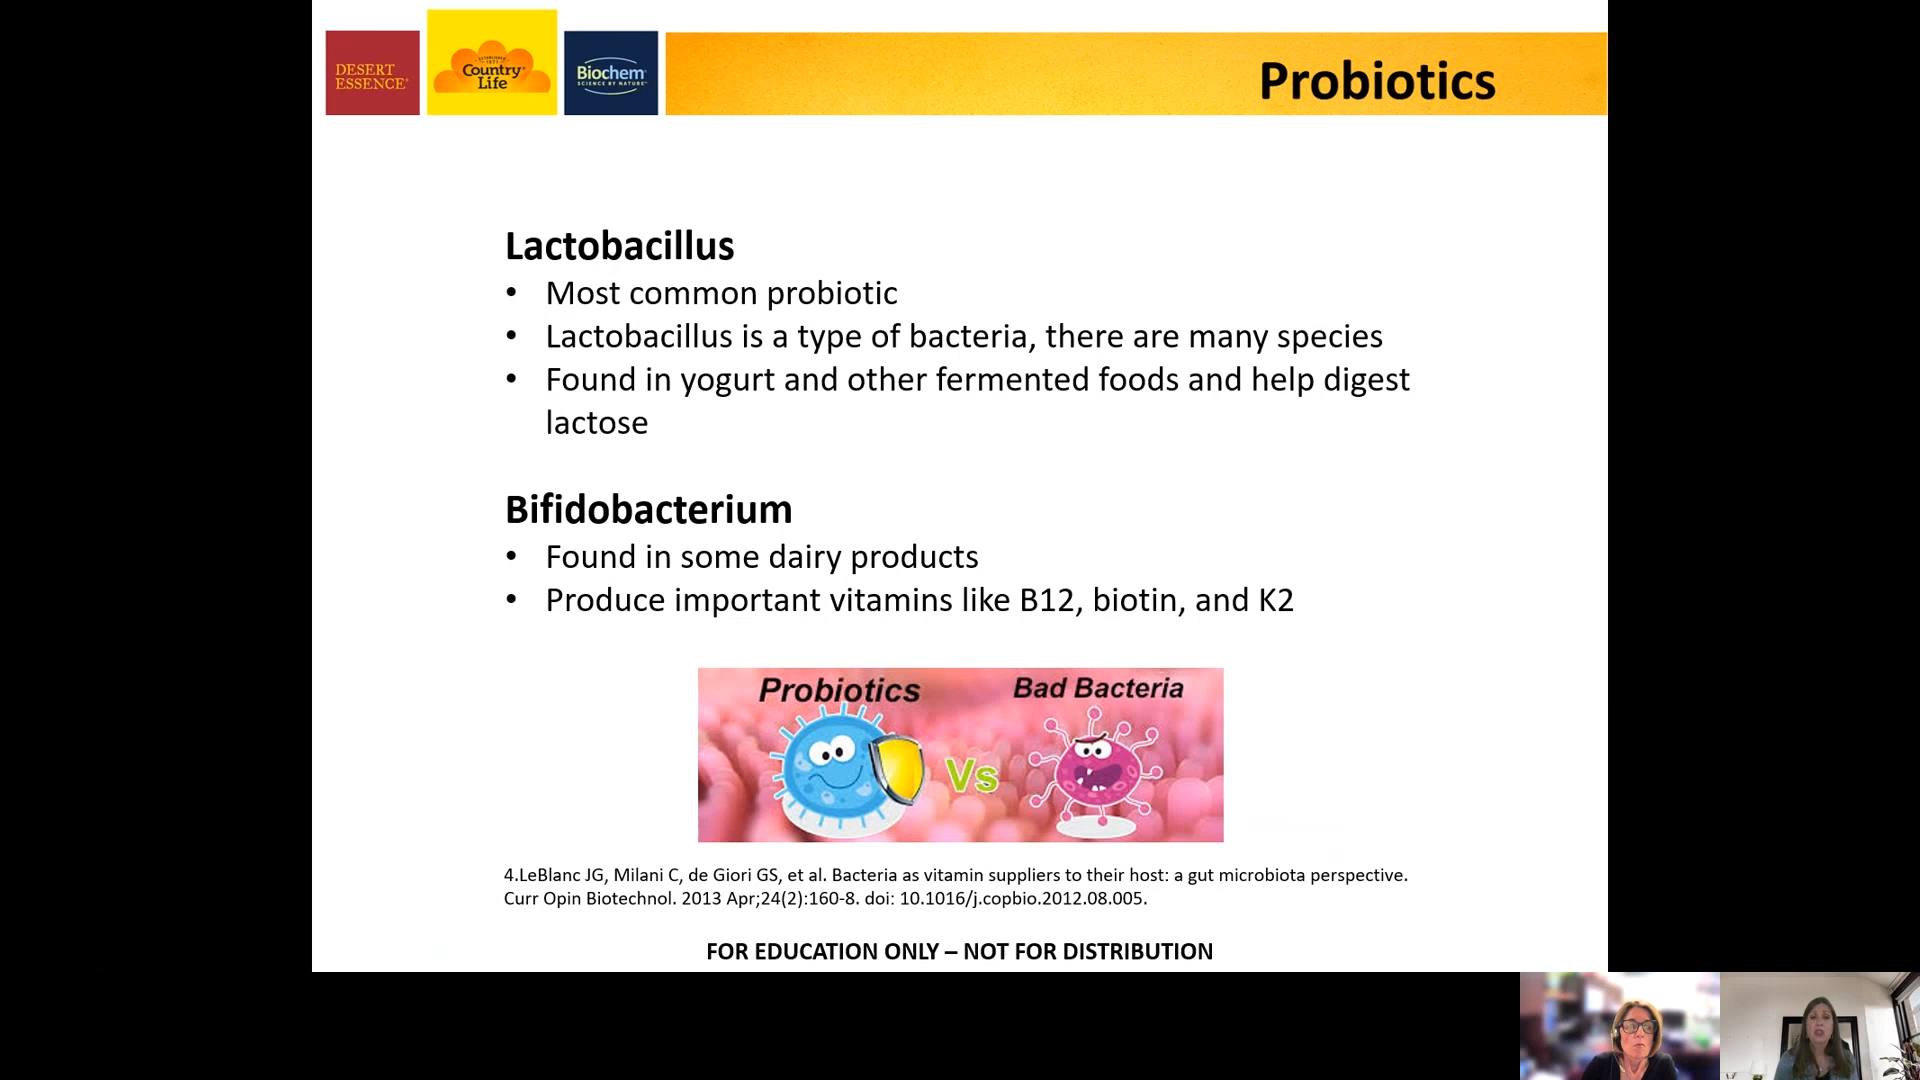 DESERT
ESSENCE®
ESTABLISHED
1971
Country
Life®
Biochem®
SCIENCE BY NATURE™
Probiotics
Lactobacillus
• Most common probiotic
• Lactobacillus is a type of bacteria, there are many species
• Found in yogurt and other fermented foods and help digest
lactose
Bifidobacterium
• Found in some dairy products
• Produce important vitamins like B12, biotin, and K2
Probiotics
Bad Bacteria
Vs
4.LeBlanc JG, Milani C, de Giori GS, et al. Bacteria as vitamin suppliers to their host: a gut microbiota perspective.
Curr Opin Biotechnol. 2013 Apr;24(2):160-8. doi: 10.1016/j.copbio.2012.08.005.
FOR EDUCATION ONLY – NOT FOR DISTRIBUTION